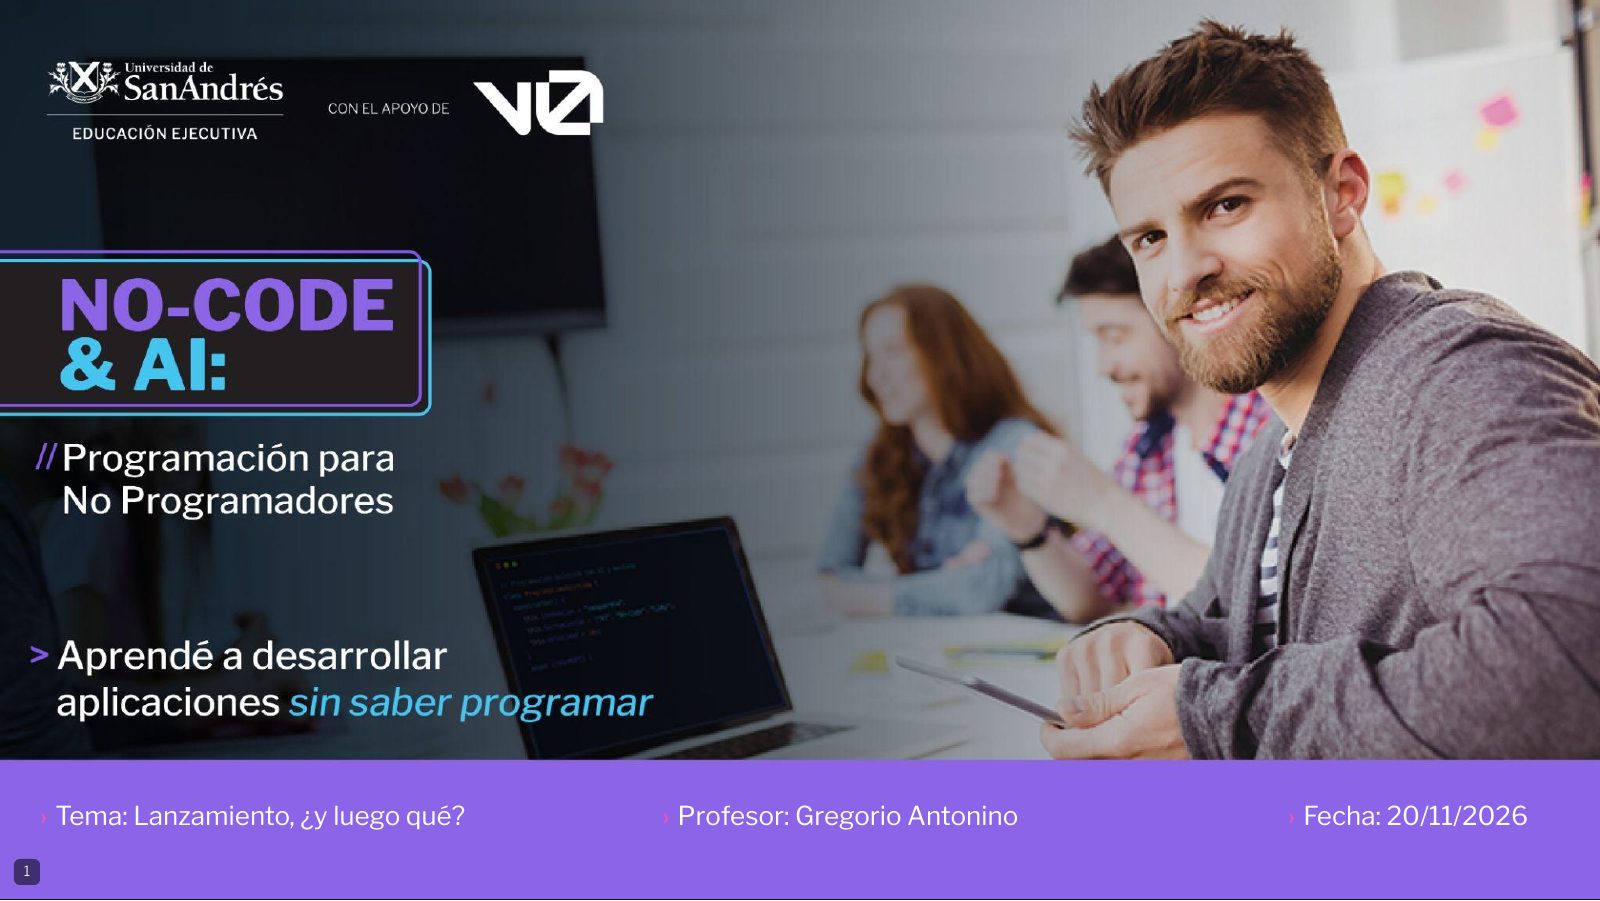 Universidad de
SanAndrés
EDUCACIÓN EJECUTIVA
CON EL APOYO DE
NO-CODE
& AI:
//Programación para
No Programadores
> Aprendé a desarrollar
aplicaciones sin saber programar
› Tema: Lanzamiento, ¿y luego qué?
› Profesor: Gregorio Antonino
› Fecha: 20/11/2026
1